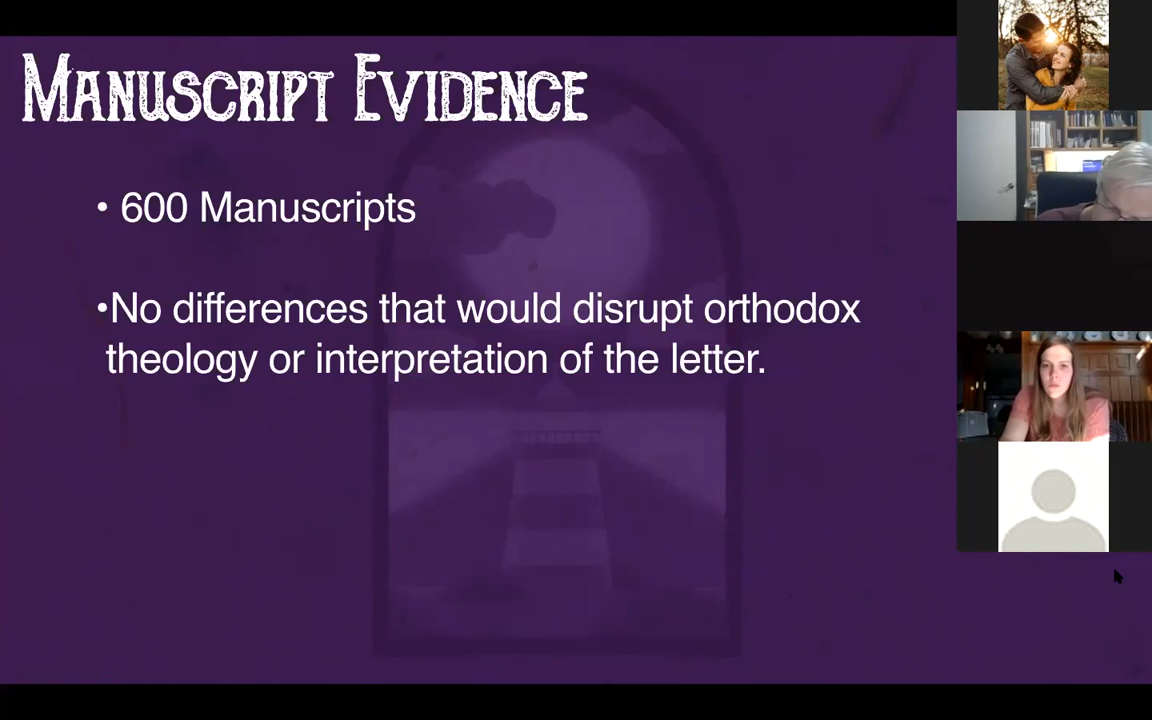 Manuscript Evidence
• 600 Manuscripts
•No differences that would disrupt orthodox
theology or interpretation of the letter.